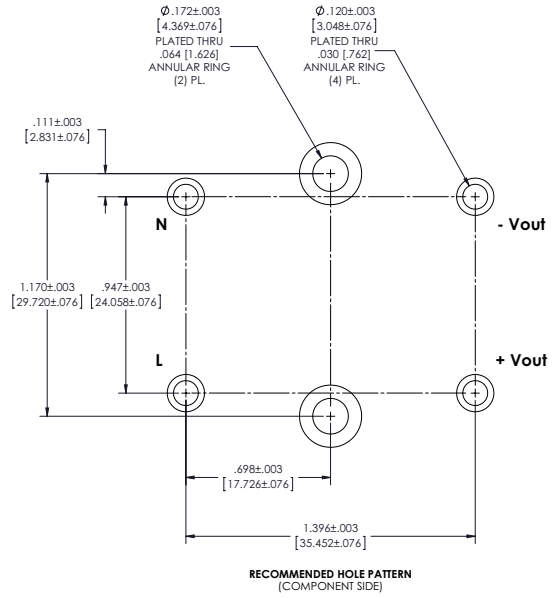 Ø.172±.003
[4.369±.076]
PLATED THRU
.064 [1.626]
ANNULAR RING
(2) PL.
Ø.120±.003
[3.048±.076]
PLATED THRU
.030 [.762]
ANNULAR RING
(4) PL.
.111±.003
[2.831±.076]
N
- Vout
1.170±.003
[29.720±.076]
.947±.003
[24.058±.076]
L
+ Vout
.698±.003
[17.726±.076]
1.396±.003
[35.452±.076]
RECOMMENDED HOLE PATTERN
(COMPONENT SIDE)